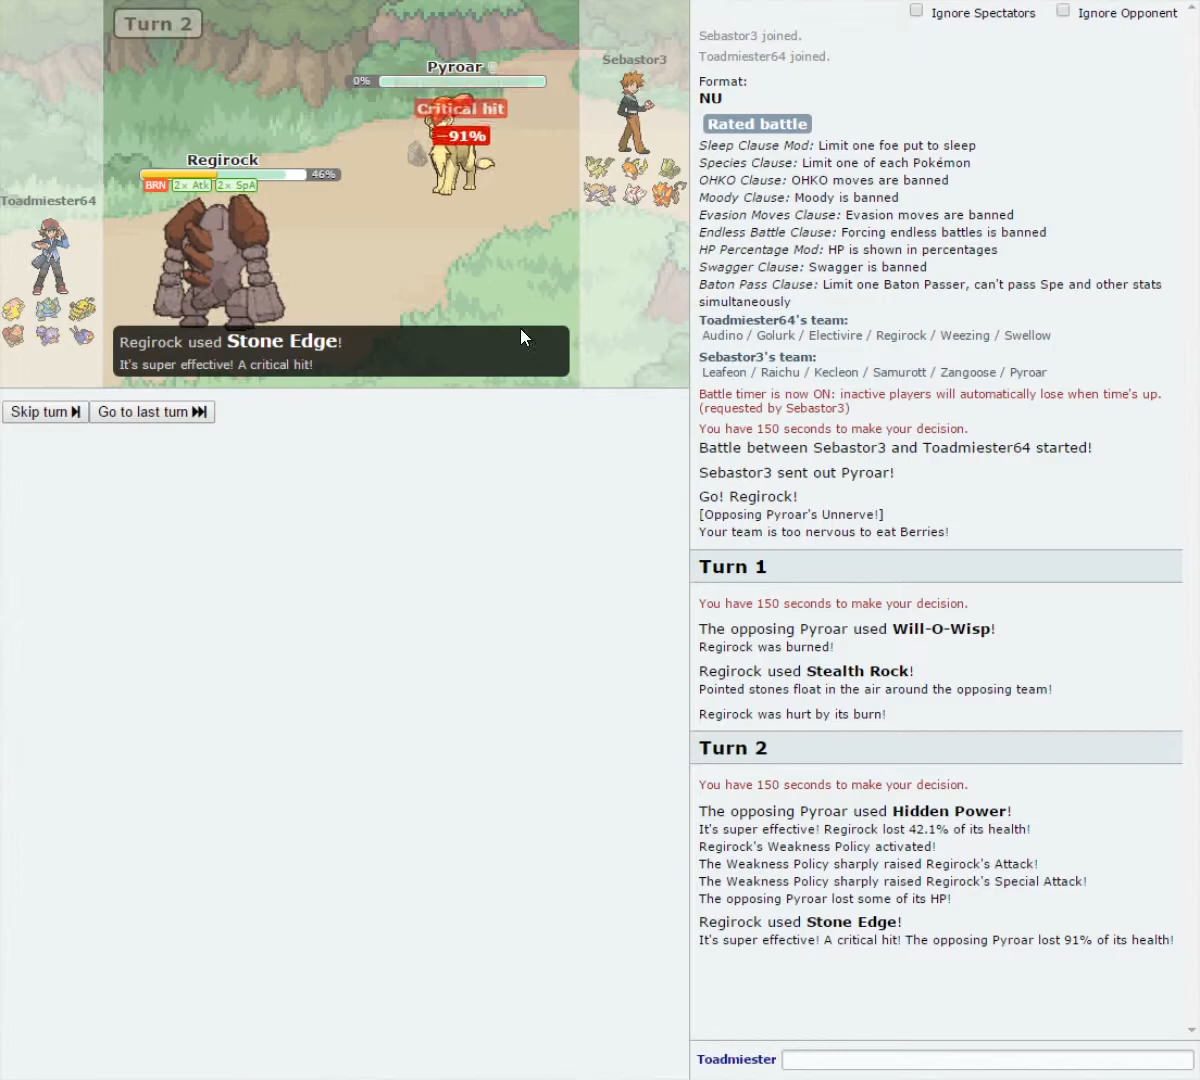 Turn 2
Pyroar
0%
Critical hit
−91%
Sebastor3
Regirock
46%
BRN 2× Atk 2× SpA
Toadmiester64
Regirock used Stone Edge!
It's super effective! A critical hit!
Skip turn Go to last turn
Ignore Spectators Ignore Opponent
Sebastor3 joined.
Toadmiester64 joined.
Format:
NU
Rated battle
Sleep Clause Mod: Limit one foe put to sleep
Species Clause: Limit one of each Pokémon
OHKO Clause: OHKO moves are banned
Moody Clause: Moody is banned
Evasion Moves Clause: Evasion moves are banned
Endless Battle Clause: Forcing endless battles is banned
HP Percentage Mod: HP is shown in percentages
Swagger Clause: Swagger is banned
Baton Pass Clause: Limit one Baton Passer, can't pass Spe and other stats
simultaneously
Toadmiester64's team:
Audino / Golurk / Electivire / Regirock / Weezing / Swellow
Sebastor3's team:
Leafeon / Raichu / Kecleon / Samurott / Zangoose / Pyroar
Battle timer is now ON: inactive players will automatically lose when time's up.
(requested by Sebastor3)
You have 150 seconds to make your decision.
Battle between Sebastor3 and Toadmiester64 started!
Sebastor3 sent out Pyroar!
Go! Regirock!
[Opposing Pyroar's Unnerve!]
Your team is too nervous to eat Berries!
Turn 1
You have 150 seconds to make your decision.
The opposing Pyroar used Will-O-Wisp!
Regirock was burned!
Regirock used Stealth Rock!
Pointed stones float in the air around the opposing team!
Regirock was hurt by its burn!
Turn 2
You have 150 seconds to make your decision.
The opposing Pyroar used Hidden Power!
It's super effective! Regirock lost 42.1% of its health!
Regirock's Weakness Policy activated!
The Weakness Policy sharply raised Regirock's Attack!
The Weakness Policy sharply raised Regirock's Special Attack!
The opposing Pyroar lost some of its HP!
Regirock used Stone Edge!
It's super effective! A critical hit! The opposing Pyroar lost 91% of its health!
Toadmiester